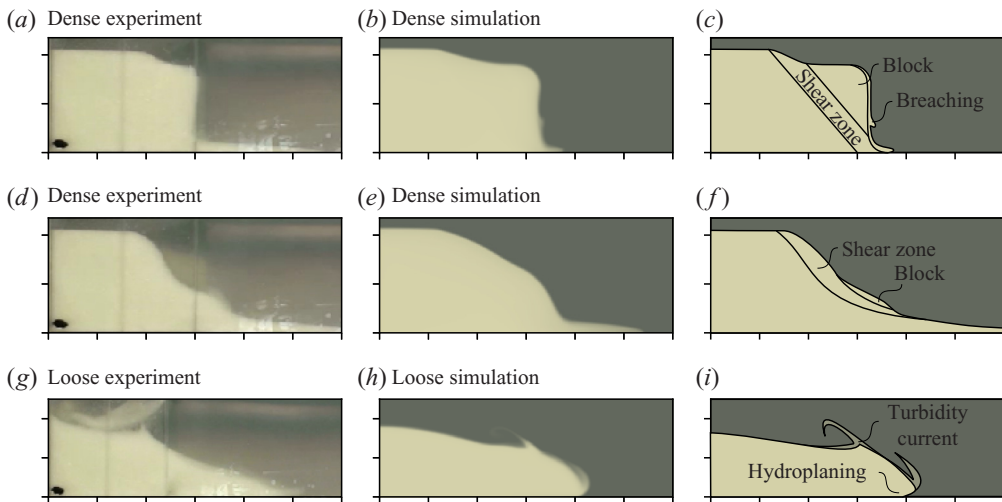 (a) Dense experiment
(b) Dense simulation
(c)
Block
Breaching
Shear zone
(d) Dense experiment
(e) Dense simulation
(f)
Shear zone
Block
(g) Loose experiment
(h) Loose simulation
(i)
Turbidity
current
Hydroplaning